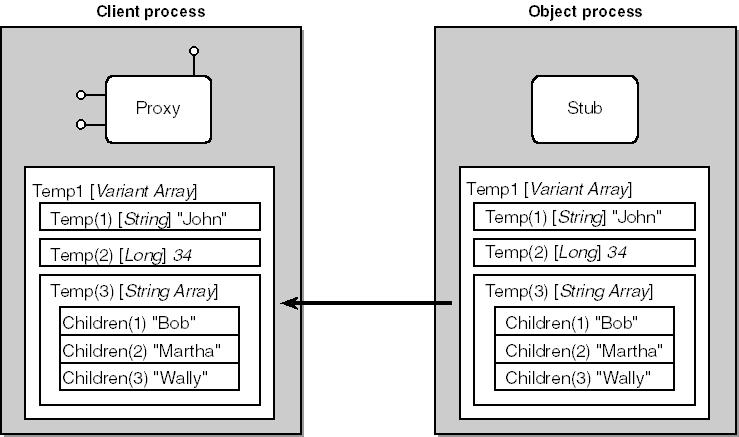 Client process
Proxy
Temp1 [Variant Array]
Temp(1) [String] "John"
Temp(2) [Long] 34
Temp(3) [String Array]
Children(1) "Bob"
Children(2) "Martha"
Children(3) "Wally"
Object process
Stub
Temp1 [Variant Array]
Temp(1) [String] "John"
Temp(2) [Long] 34
Temp(3) [String Array]
Children(1) "Bob"
Children(2) "Martha"
Children(3) "Wally"